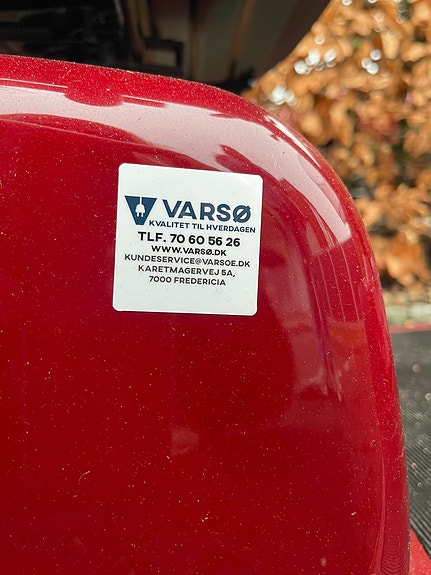 VARSØ
KVALITET TIL HVERDAGEN
TLF. 70 60 56 26
WWW.VARSØ.DK
KUNDESERVICE@VARSOE.DK
KARETMAGERVEJ 5A,
7000 FREDERICIA